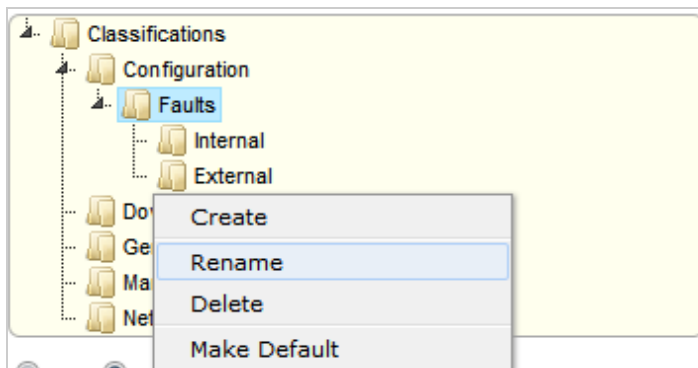 Classifications
Configuration
Faults
Internal
External
Create
Rename
Delete
Make Default